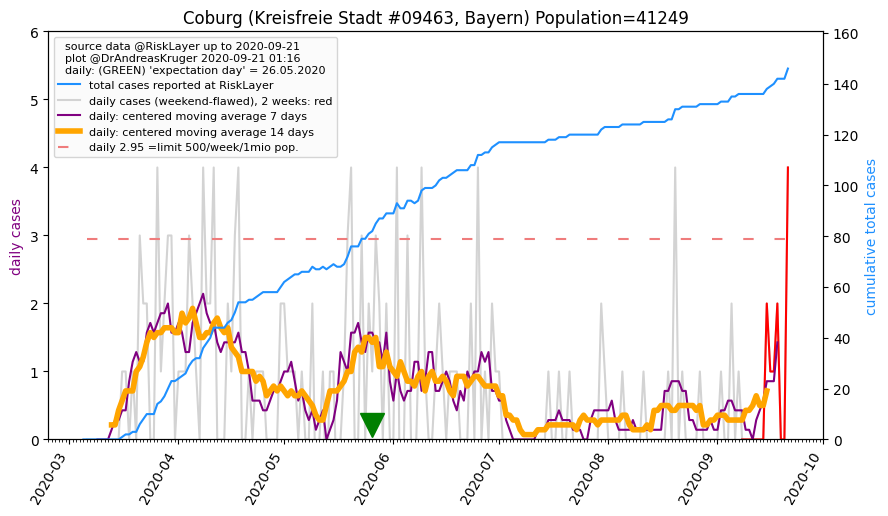 Coburg (Kreisfreie Stadt #09463, Bayern) Population=41249
source data @RiskLayer up to 2020-09-21
plot @DrAndreasKruger 2020-09-21 01:16
daily: (GREEN) 'expectation day' = 26.05.2020
total cases reported at RiskLayer
daily cases (weekend-flawed), 2 weeks: red
daily: centered moving average 7 days
daily: centered moving average 14 days
daily 2.95 =limit 500/week/1mio pop.
daily cases
6
5
4
3
2
1
0
cumulative total cases
160
140
120
100
80
60
40
20
0
2020-03
2020-04
2020-05
2020-06
2020-07
2020-08
2020-09
2020-10